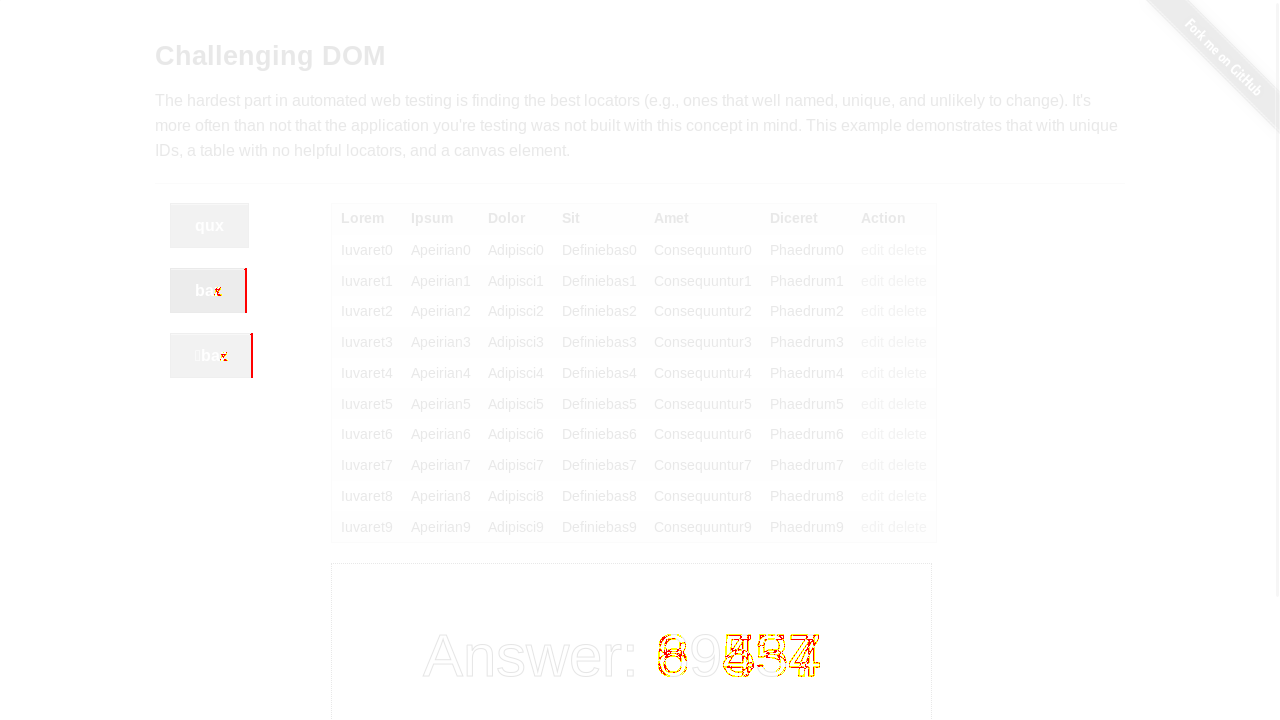 Fork me on GitHub
Challenging DOM
The hardest part in automated web testing is finding the best locators (e.g., ones that well named, unique, and unlikely to change). It's
more often than not that the application you're testing was not built with this concept in mind. This example demonstrates that with unique
IDs, a table with no helpful locators, and a canvas element.
qux
Lorem Ipsum Dolor Sit Amet Diceret Action
Iuvaret0 Apeirian0 Adipisci0 Definiebas0 Consequuntur0 Phaedrum0 edit delete
Iuvaret1 Apeirian1 Adipisci1 Definiebas1 Consequuntur1 Phaedrum1 edit delete
Iuvaret2 Apeirian2 Adipisci2 Definiebas2 Consequuntur2 Phaedrum2 edit delete
Iuvaret3 Apeirian3 Adipisci3 Definiebas3 Consequuntur3 Phaedrum3 edit delete
Iuvaret4 Apeirian4 Adipisci4 Definiebas4 Consequuntur4 Phaedrum4 edit delete
Iuvaret5 Apeirian5 Adipisci5 Definiebas5 Consequuntur5 Phaedrum5 edit delete
Iuvaret6 Apeirian6 Adipisci6 Definiebas6 Consequuntur6 Phaedrum6 edit delete
Iuvaret7 Apeirian7 Adipisci7 Definiebas7 Consequuntur7 Phaedrum7 edit delete
Iuvaret8 Apeirian8 Adipisci8 Definiebas8 Consequuntur8 Phaedrum8 edit delete
Iuvaret9 Apeirian9 Adipisci9 Definiebas9 Consequuntur9 Phaedrum9 edit delete
Answer: